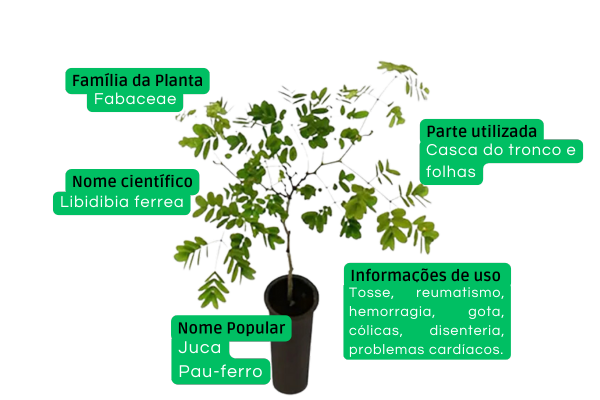 Família da Planta
Fabaceae
Parte utilizada
Casca do tronco e
folhas
Nome científico
Libidibia ferrea
Informações de uso
Tosse, reumatismo,
hemorragia, gota,
cólicas, disenteria,
problemas cardíacos.
Nome Popular
Juca
Pau-ferro